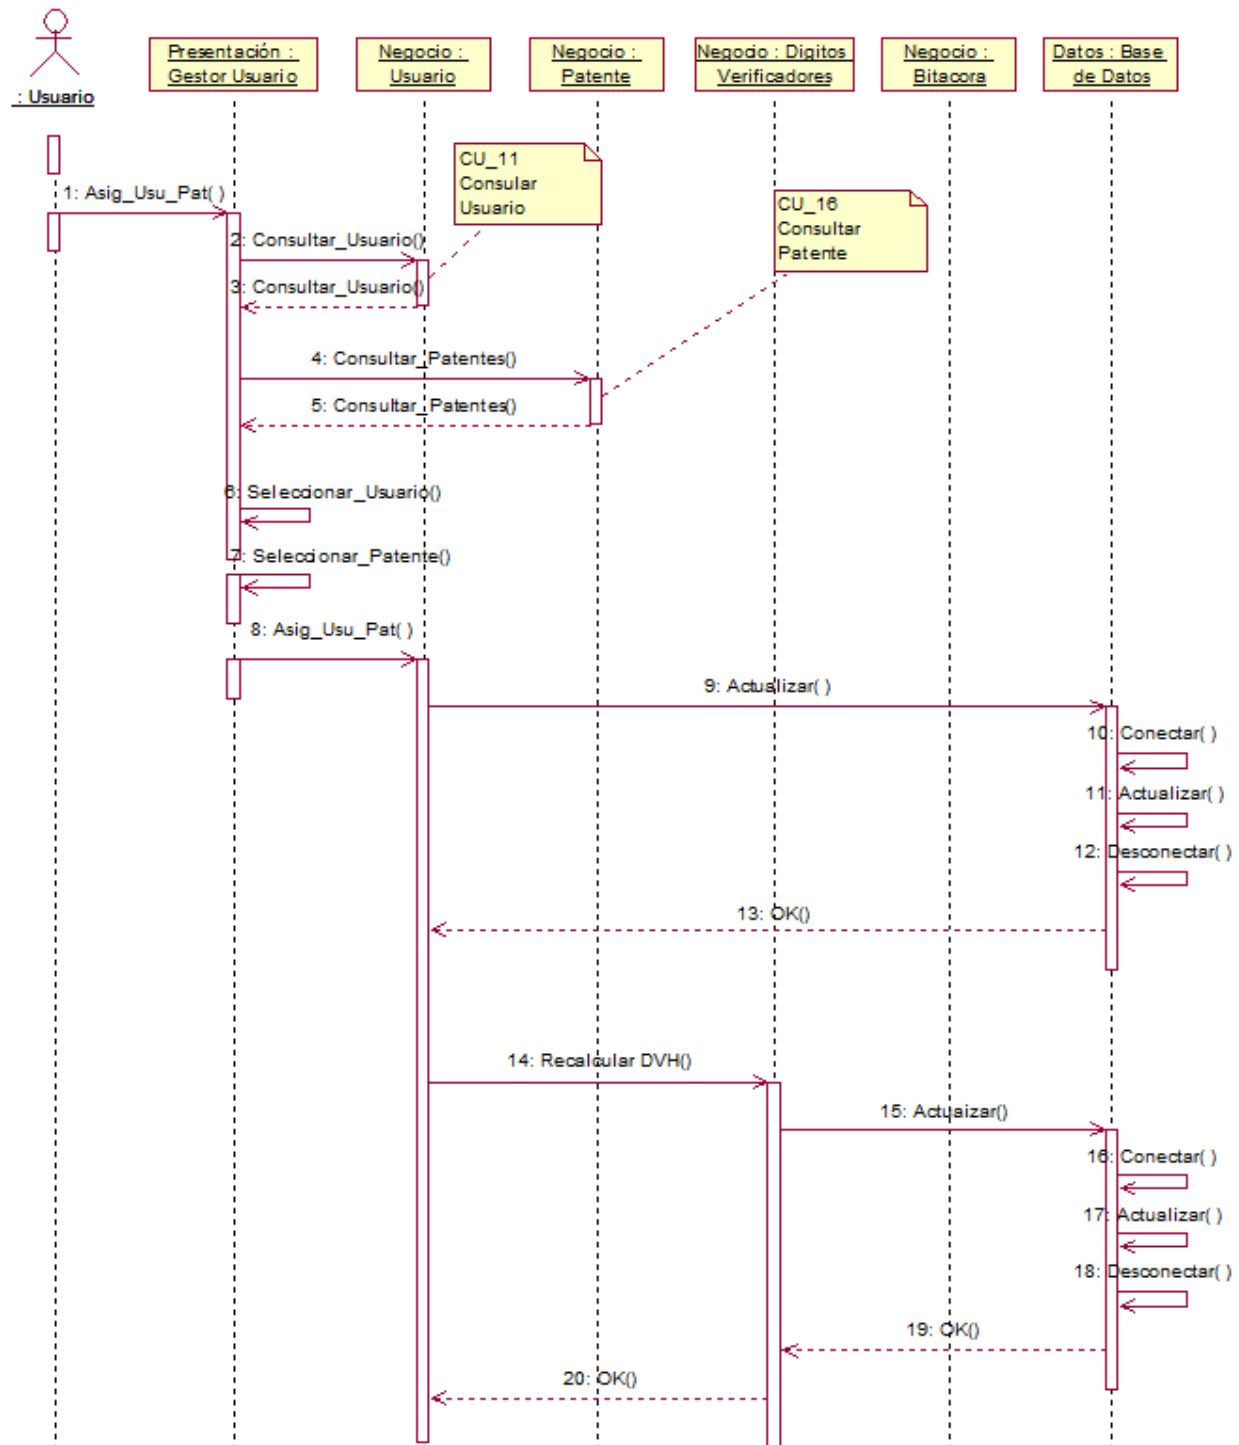 : Usuario
Presentación :
Gestor Usuario
Negocio :
Usuario
Negocio :
Patente
Negocio : Digitos
Verificadores
Negocio :
Bitacora
Datos : Base
de Datos
CU_11
Consular
Usuario
CU_16
Consultar
Patente
1: Asig_Usu_Pat( )
2: Consultar_Usuario()
3: Consultar_Usuario()
4: Consultar_Patentes()
5: Consultar_Patentes()
6: Seleccionar_Usuario()
7: Seleccionar_Patente()
8: Asig_Usu_Pat( )
9: Actualizar( )
10: Conectar( )
11: Actualizar( )
12: Desconectar( )
13: OK()
14: Recalcular DVH()
15: Actuaizar()
16: Conectar( )
17: Actualizar( )
18: Desconectar( )
19: OK()
20: OK()